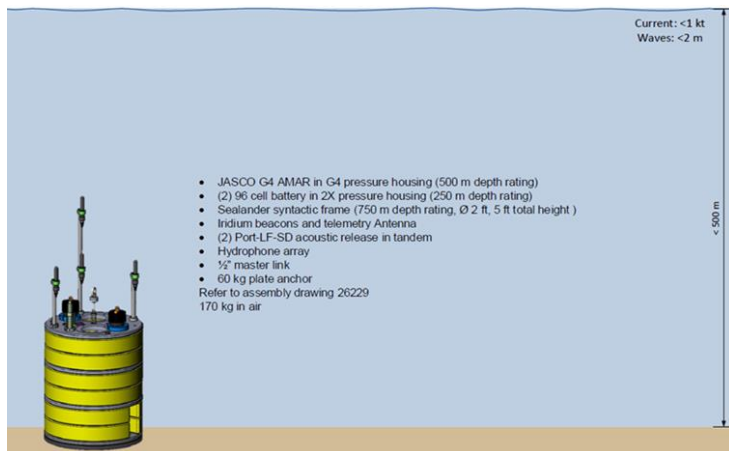 Current: <1 kt
Waves: <2 m
• JASCO G4 AMAR in G4 pressure housing (500 m depth rating)
• (2) 96 cell battery in 2X pressure housing (250 m depth rating)
• Sealander syntactic frame (750 m depth rating, Ø 2 ft, 5 ft total height )
• Iridium beacons and telemetry Antenna
• (2) Port-LF-SD acoustic release in tandem
• Hydrophone array
• ½" master link
• 60 kg plate anchor
Refer to assembly drawing 26229
170 kg in air
< 500 m